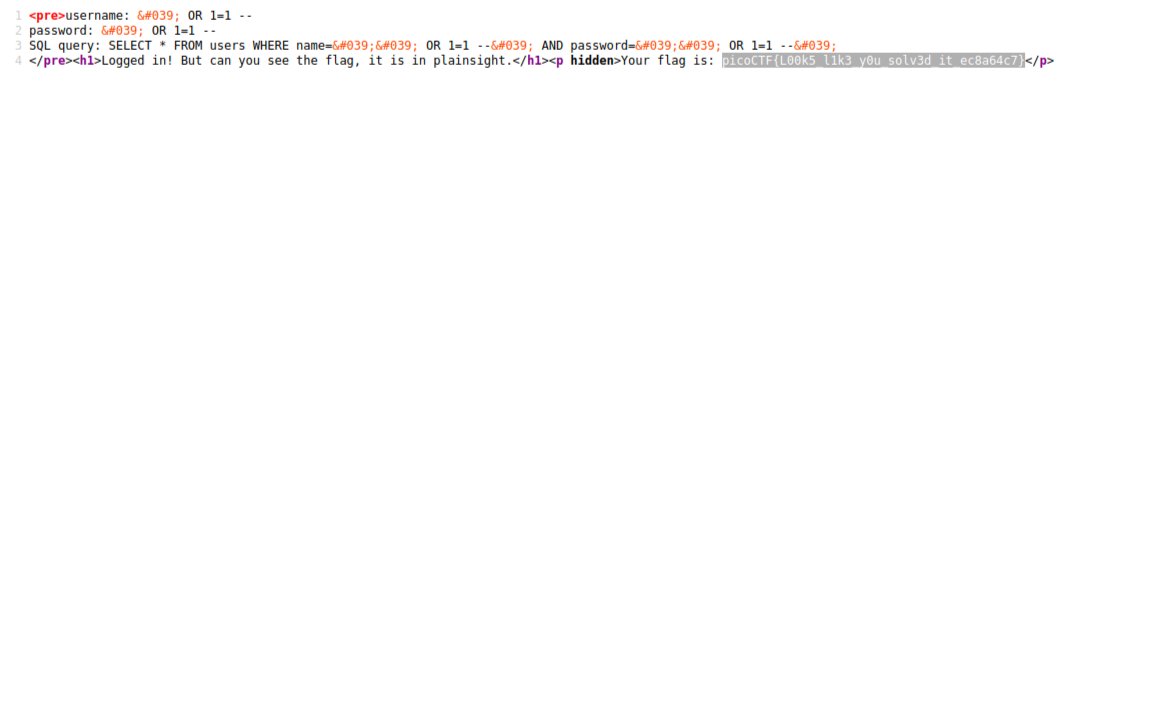 1 <pre>username: &#039; OR 1=1 --
2 password: &#039; OR 1=1 --
3 SQL query: SELECT * FROM users WHERE name=&#039;&#039; OR 1=1 --&#039; AND password=&#039;&#039; OR 1=1 --&#039;
4 </pre><h1>Logged in! But can you see the flag, it is in plainsight.</h1><p hidden>Your flag is: picoCTF{L00k5_l1k3_y0u_solv3d_it_ec8a64c7}</p>